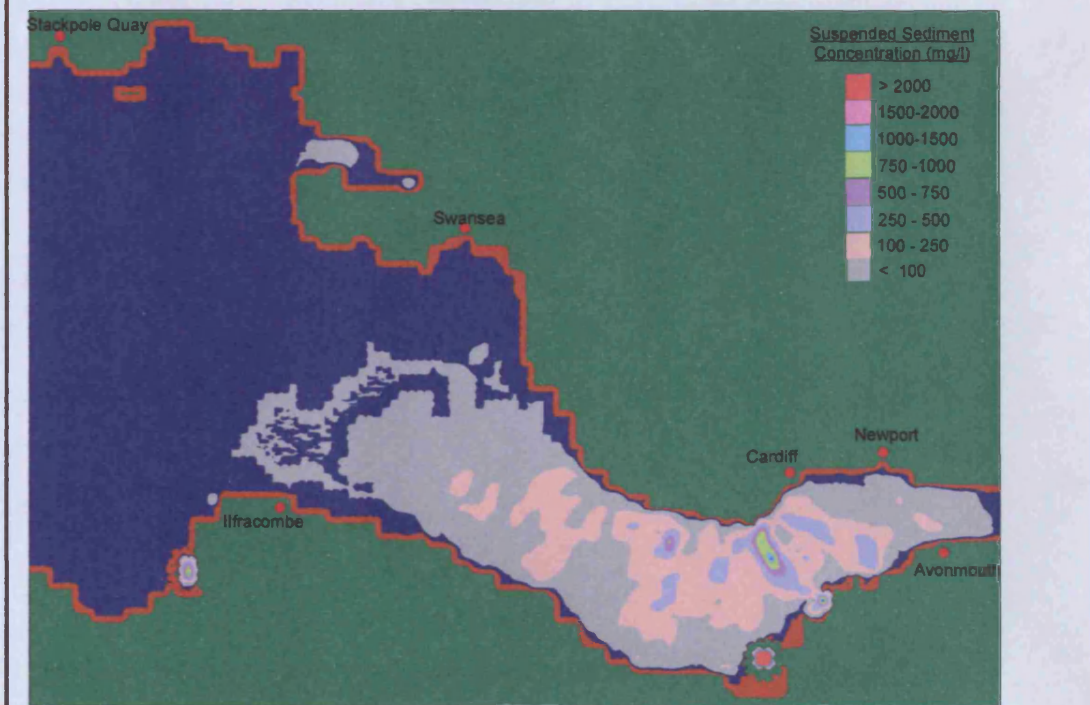 Stackpole Quay
Suspended Sediment
Concentration (mg/l)
> 2000
1500-2000
1000-1500
750 -1000
500 - 750
250 - 500
100 - 250
< 100
Swansea
Newport
Cardiff
Ilfracombe
Avonmouth